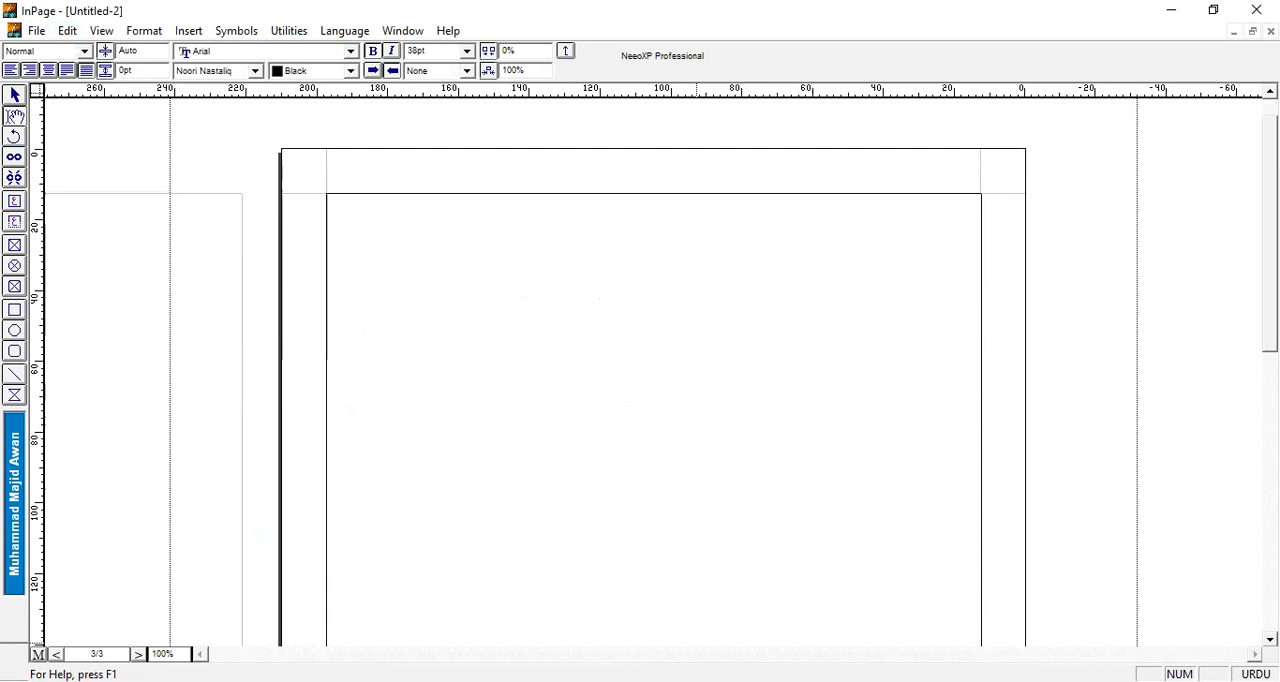 InPage - [Untitled-2]
File Edit View Format Insert Symbols Utilities Language Window Help
Normal Auto Arial B I 38pt 0% NeeoXP Professional
0pt Noori Nastaliq Black None 100%
260 240 220 200 180 160 140 120 100 80 60 40 20 0 -20 -40 -60
0
20
40
60
80
100
120
Muhammad Majid Awan
M < 3/3 > 100%
For Help, press F1 NUM URDU